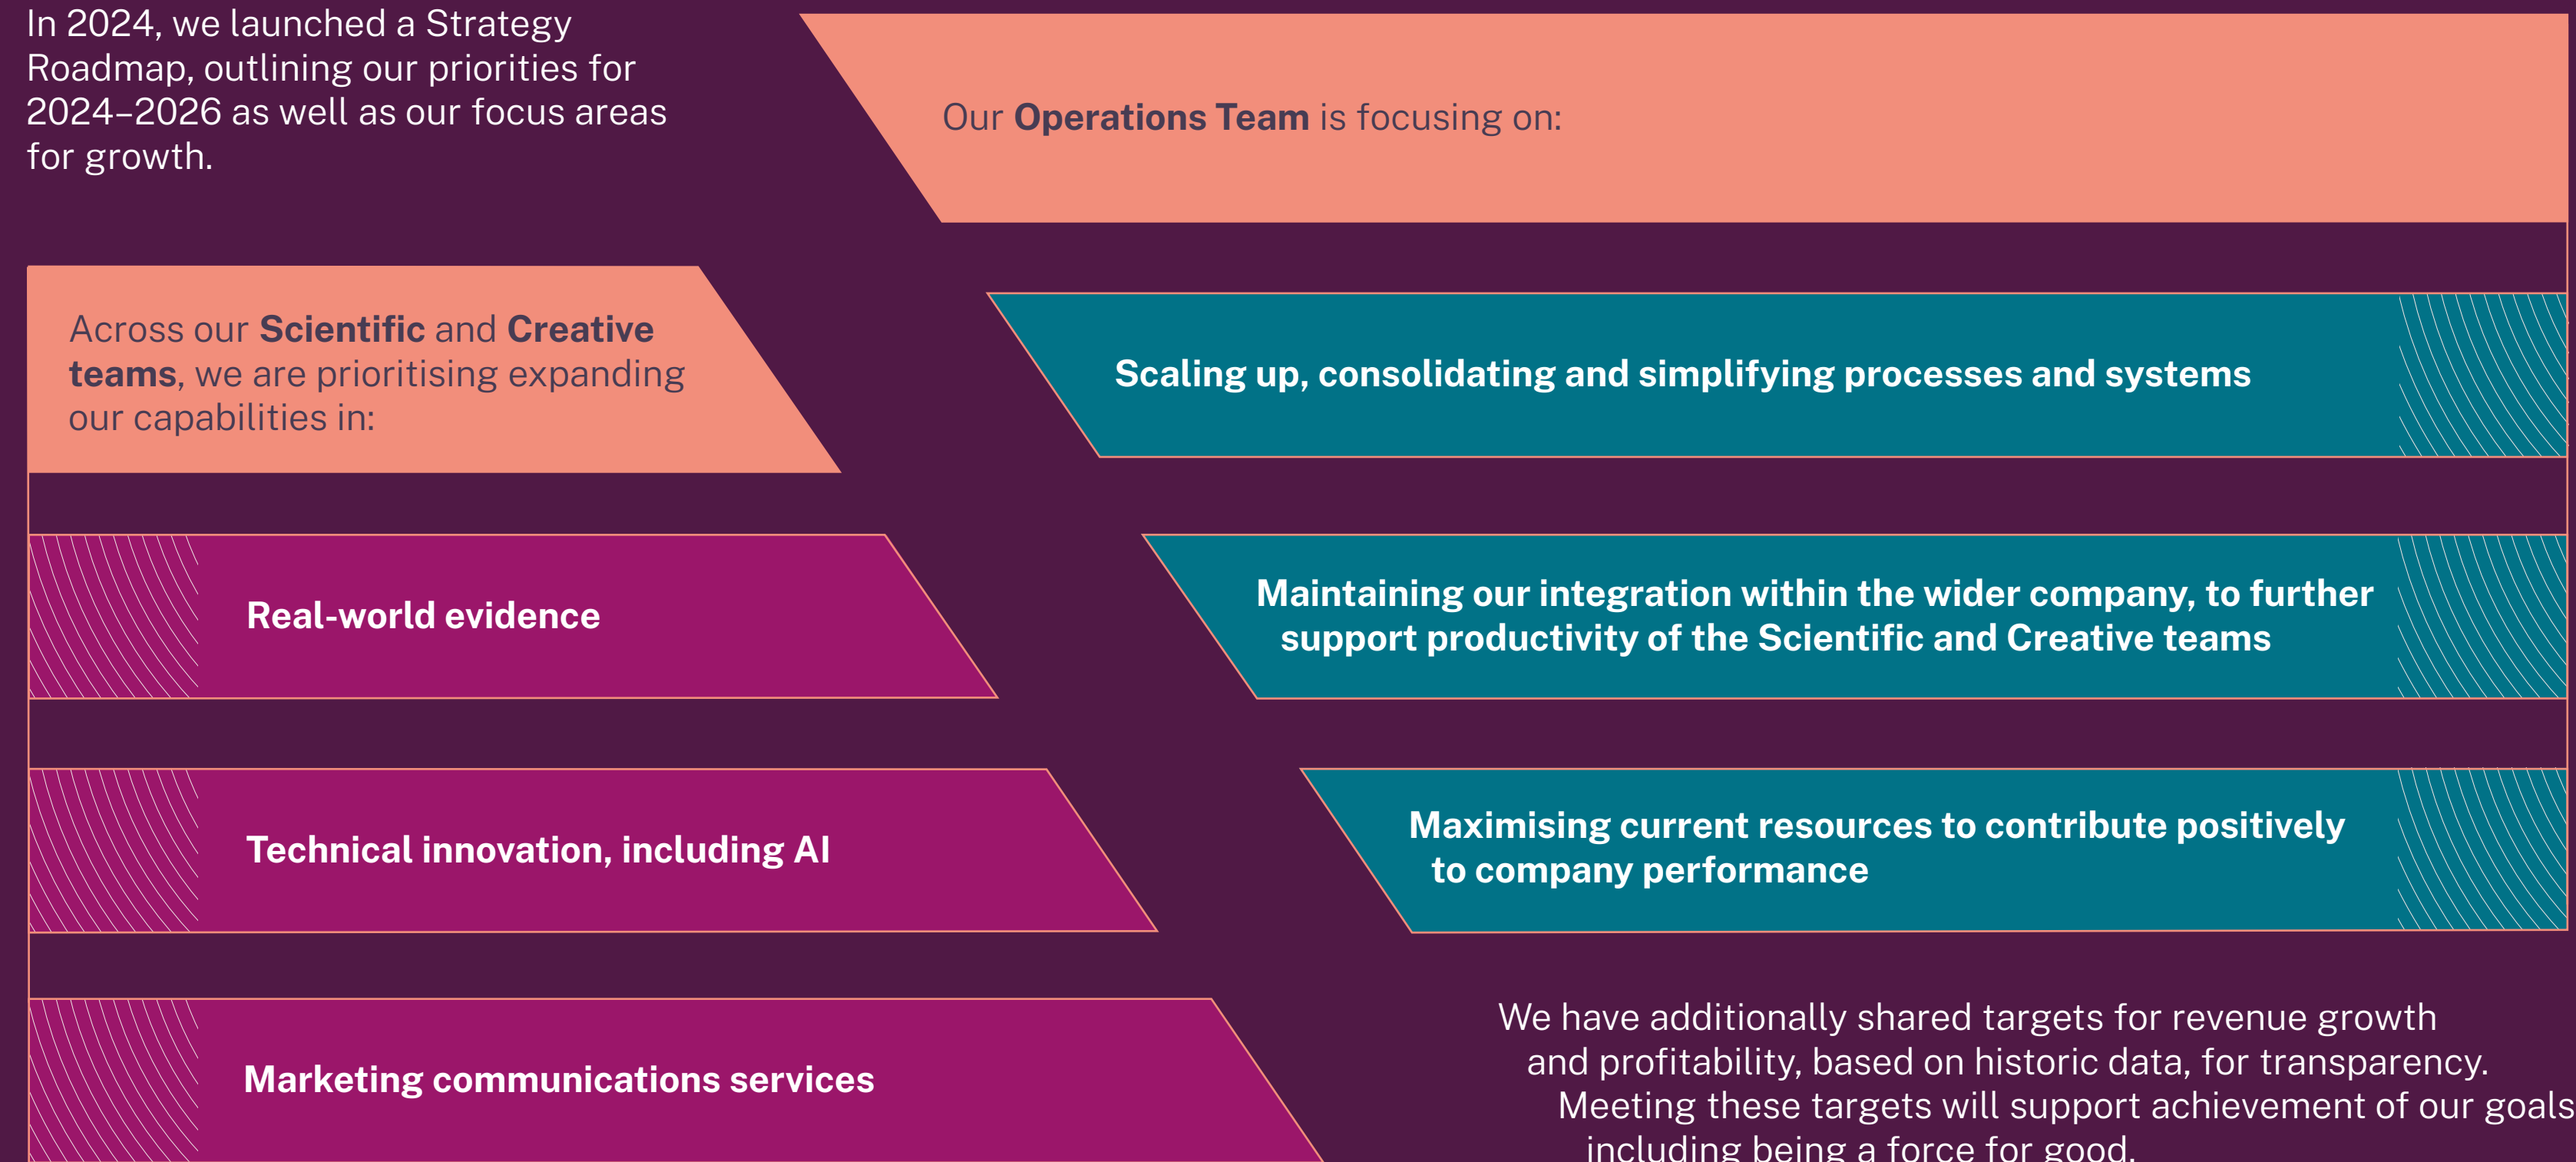 In 2024, we launched a Strategy
Roadmap, outlining our priorities for
2024–2026 as well as our focus areas
for growth.
Across our Scientific and Creative
teams, we are prioritising expanding
our capabilities in:
Real-world evidence
Technical innovation, including AI
Marketing communications services
Our Operations Team is focusing on:
Scaling up, consolidating and simplifying processes and systems
Maintaining our integration within the wider company, to further
support productivity of the Scientific and Creative teams
Maximising current resources to contribute positively
to company performance
We have additionally shared targets for revenue growth
and profitability, based on historic data, for transparency.
Meeting these targets will support achievement of our goals
including being a force for good.